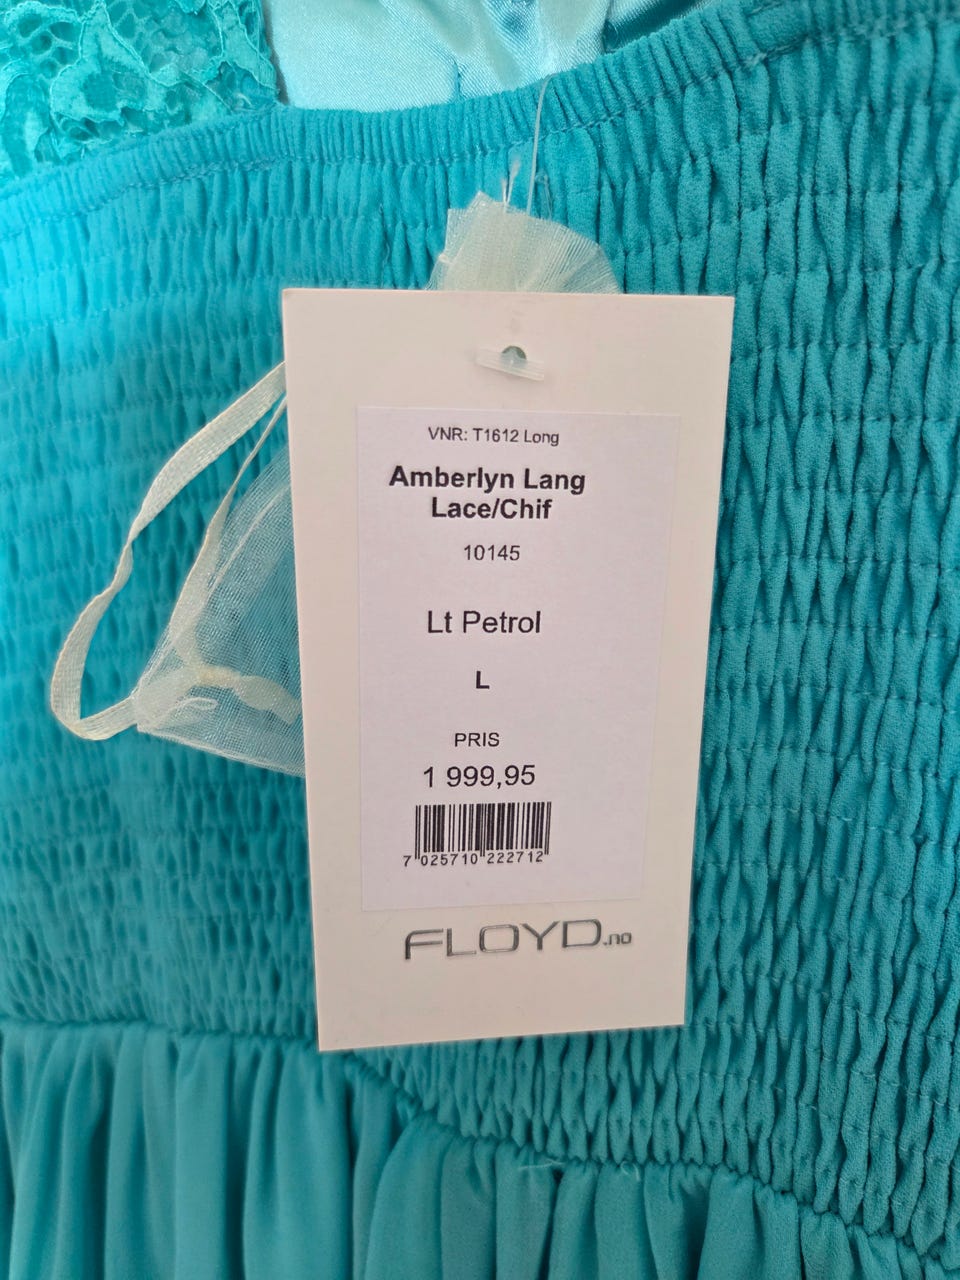 VNR: T1612 Long
Amberlyn Lang
Lace/Chif
10145
Lt Petrol
L
PRIS
1 999,95
7 025710 222712
FLOYD.no